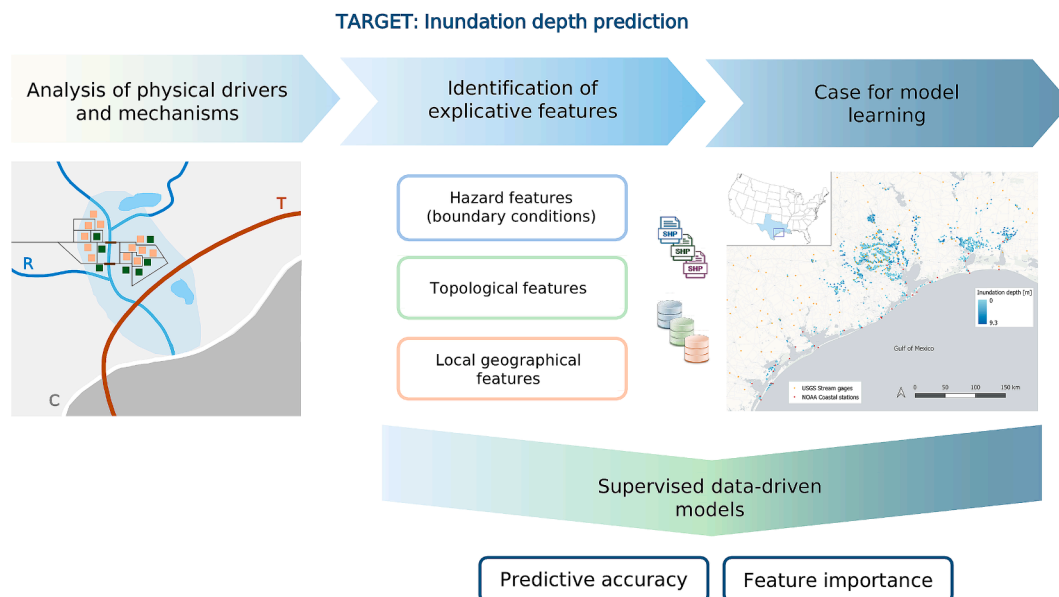 TARGET: Inundation depth prediction
Analysis of physical drivers
and mechanisms
Identification of
explicative features
Case for model
learning
T
R
C
Hazard features
(boundary conditions)
Topological features
Local geographical
features
SHP
SHP
SHP
Inundation depth [m]
0
9.3
Gulf of Mexico
USGS Stream gages
NOAA Coastal stations
0
50
100
150 km
Supervised data-driven
models
Predictive accuracy
Feature importance